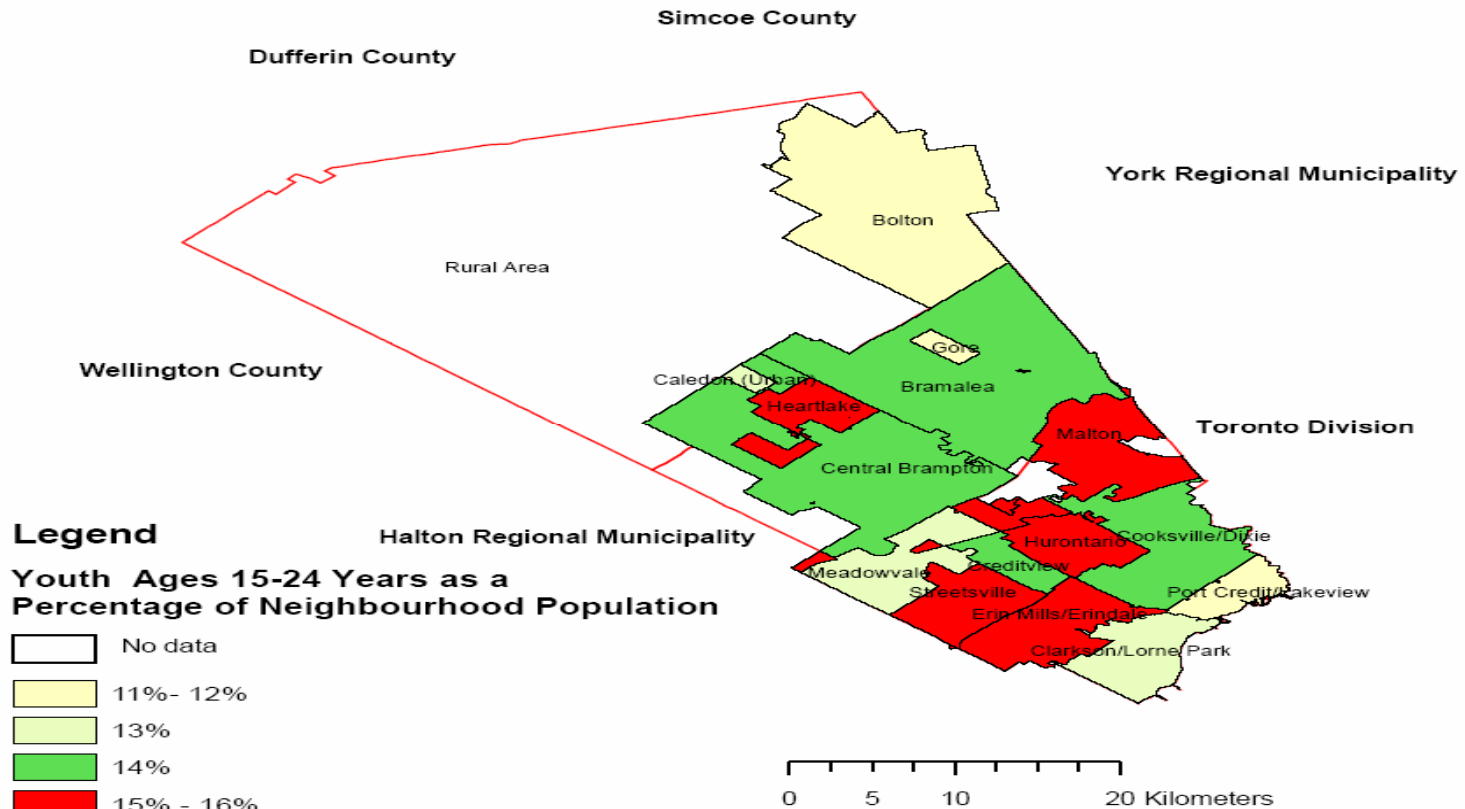 Simcoe County
Dufferin County
York Regional Municipality
Bolton
Rural Area
Gore
Wellington County
Caledon (Urban)
Bramalea
Heartlake
Malton
Toronto Division
Central Brampton
Legend
Halton Regional Municipality
Hurontario
Cooksville/Dixie
Creditview
Meadowvale
Youth Ages 15-24 Years as a
Percentage of Neighbourhood Population
Streetsville
Port Credit/Lakeview
Erin Mills/Erindale
Clarkson/Lorne Park
No data
11%- 12%
13%
14%
15% - 16%
0 5 10 20 Kilometers